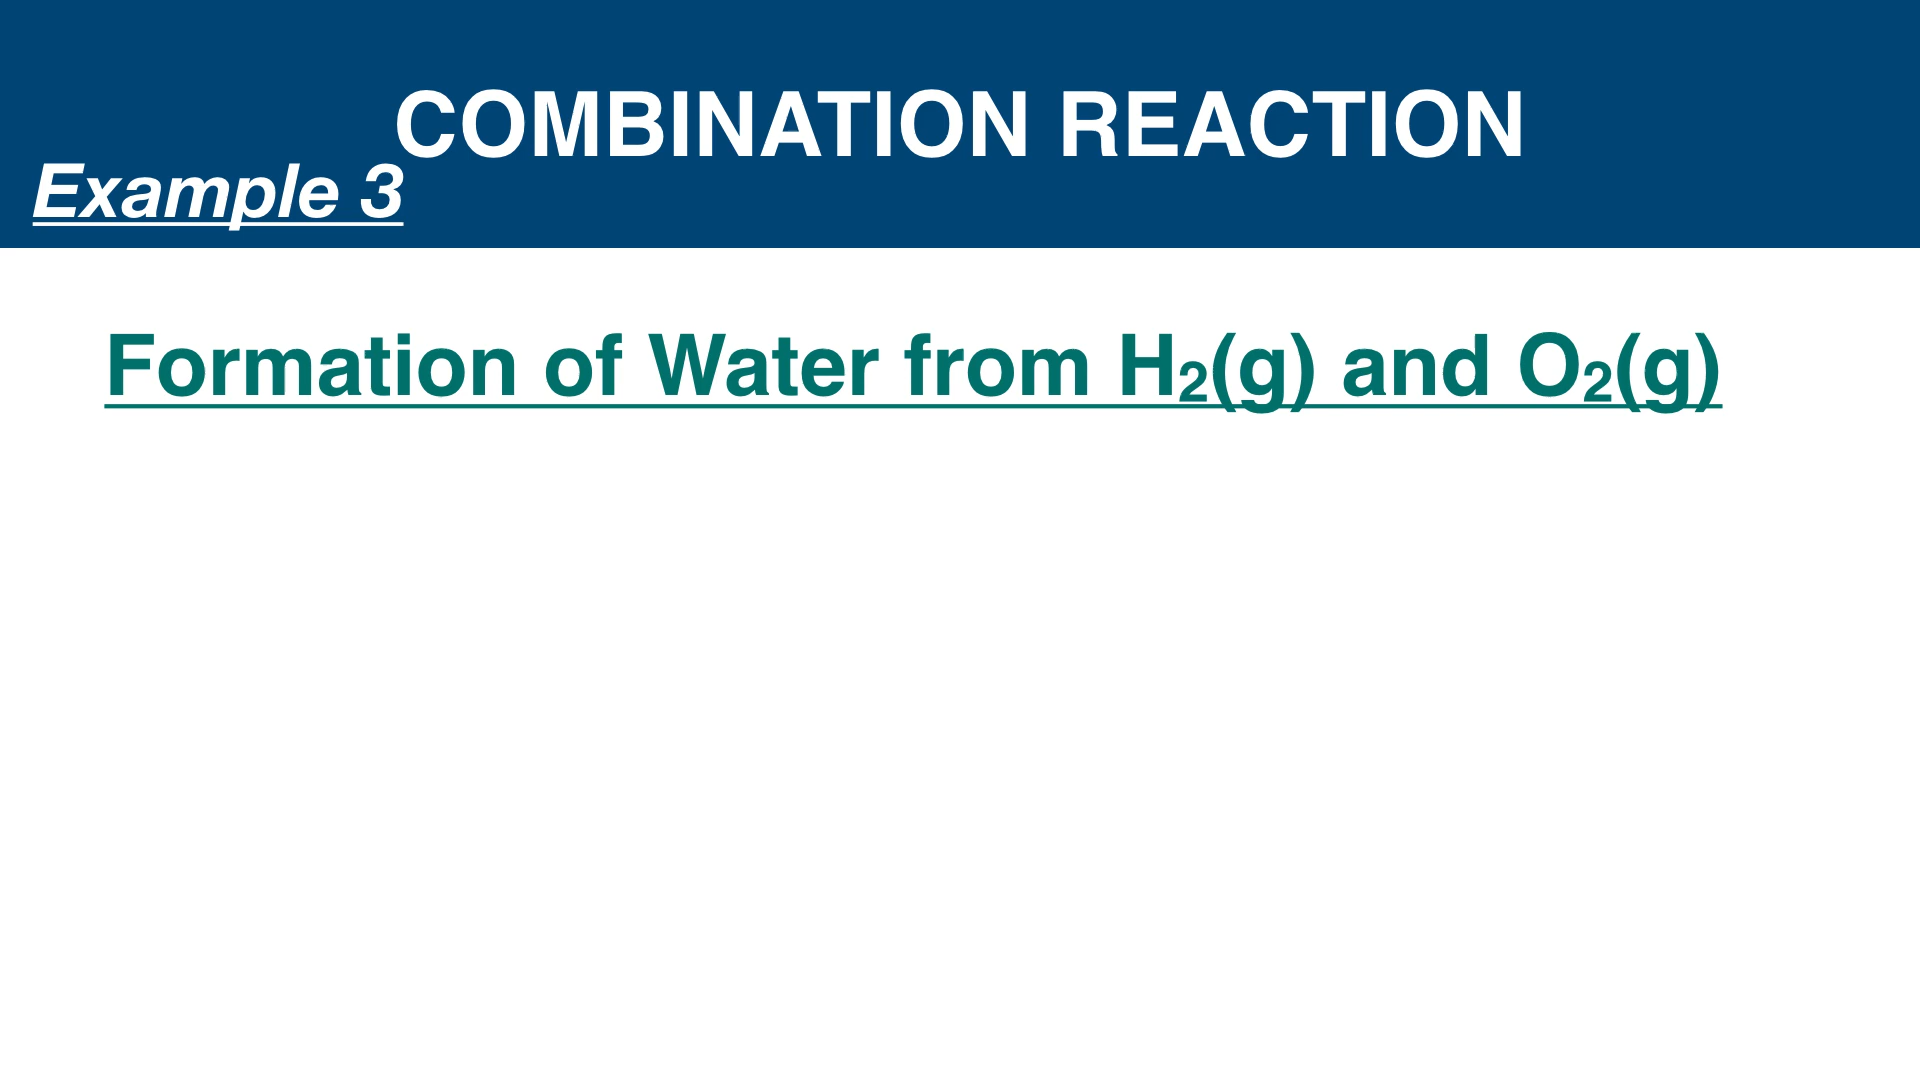 COMBINATION REACTION
Example 3
Formation of Water from H₂(g) and O₂(g)